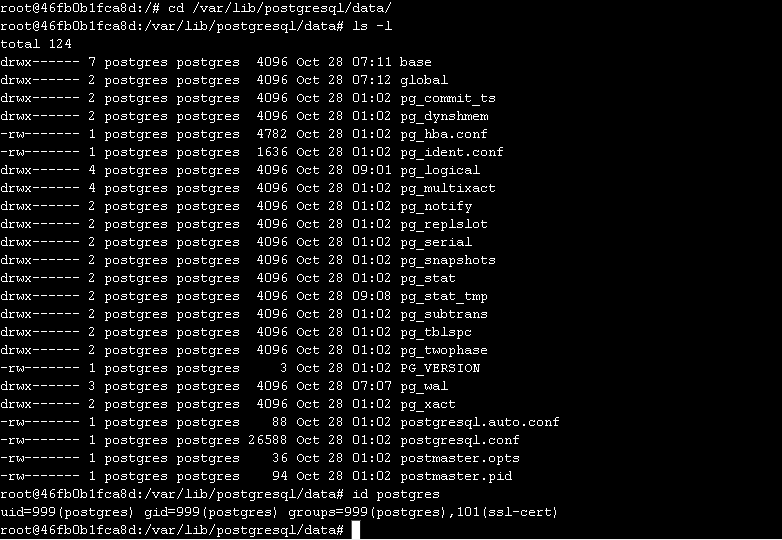 root@46fb0b1fca8d:/# cd /var/lib/postgresql/data/
root@46fb0b1fca8d:/var/lib/postgresql/data# ls -l
total 124
drwx------ 7 postgres postgres  4096 Oct 28 07:11 base
drwx------ 2 postgres postgres  4096 Oct 28 07:12 global
drwx------ 2 postgres postgres  4096 Oct 28 01:02 pg_commit_ts
drwx------ 2 postgres postgres  4096 Oct 28 01:02 pg_dynshmem
-rw------- 1 postgres postgres  4782 Oct 28 01:02 pg_hba.conf
-rw------- 1 postgres postgres  1636 Oct 28 01:02 pg_ident.conf
drwx------ 4 postgres postgres  4096 Oct 28 09:01 pg_logical
drwx------ 4 postgres postgres  4096 Oct 28 01:02 pg_multixact
drwx------ 2 postgres postgres  4096 Oct 28 01:02 pg_notify
drwx------ 2 postgres postgres  4096 Oct 28 01:02 pg_replslot
drwx------ 2 postgres postgres  4096 Oct 28 01:02 pg_serial
drwx------ 2 postgres postgres  4096 Oct 28 01:02 pg_snapshots
drwx------ 2 postgres postgres  4096 Oct 28 01:02 pg_stat
drwx------ 2 postgres postgres  4096 Oct 28 09:08 pg_stat_tmp
drwx------ 2 postgres postgres  4096 Oct 28 01:02 pg_subtrans
drwx------ 2 postgres postgres  4096 Oct 28 01:02 pg_tblspc
drwx------ 2 postgres postgres  4096 Oct 28 01:02 pg_twophase
-rw------- 1 postgres postgres     3 Oct 28 01:02 PG_VERSION
drwx------ 3 postgres postgres  4096 Oct 28 07:07 pg_wal
drwx------ 2 postgres postgres  4096 Oct 28 01:02 pg_xact
-rw------- 1 postgres postgres    88 Oct 28 01:02 postgresql.auto.conf
-rw------- 1 postgres postgres 26588 Oct 28 01:02 postgresql.conf
-rw------- 1 postgres postgres    36 Oct 28 01:02 postmaster.opts
-rw------- 1 postgres postgres    94 Oct 28 01:02 postmaster.pid
root@46fb0b1fca8d:/var/lib/postgresql/data# id postgres
uid=999(postgres) gid=999(postgres) groups=999(postgres),101(ssl-cert)
root@46fb0b1fca8d:/var/lib/postgresql/data#